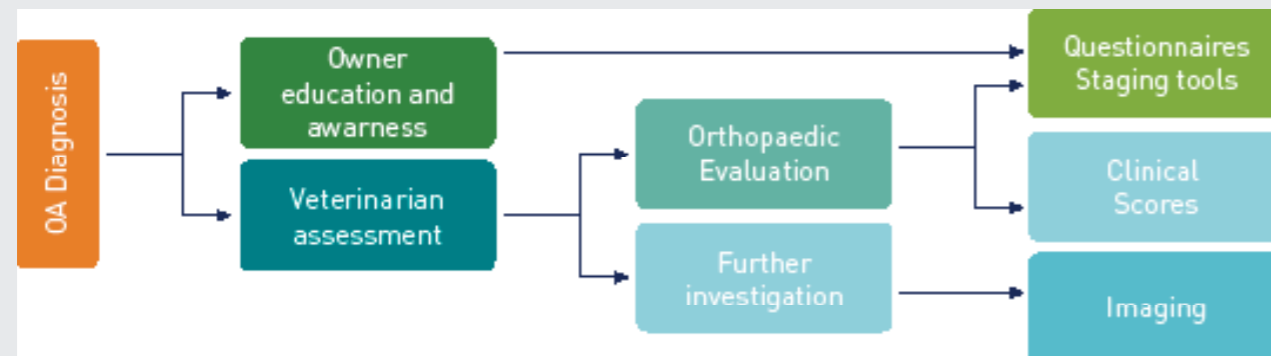 OA Diagnosis
Owner
education and
awarness
Veterinarian
assessment
Orthopaedic
Evaluation
Further
investigation
Questionnaires
Staging tools
Clinical
Scores
Imaging